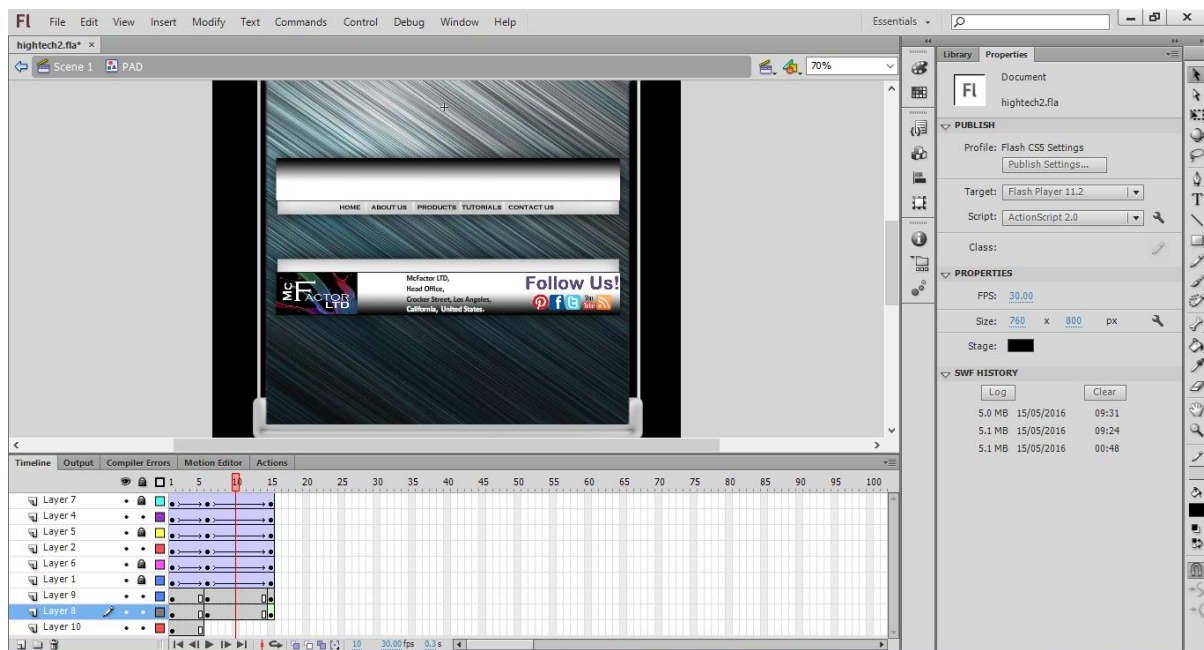 Fl File Edit View Insert Modify Text Commands Control Debug Window Help Essentials
hightech2.fla* ×
Scene 1 PAD 70%
HOME ABOUT US PRODUCTS TUTORIALS CONTACT US
McFACTOR LTD
McFactor LTD,
Head Office,
Crocker Street, Los Angeles,
California, United States.
Follow Us!
You Tube
Library Properties
Fl
Document
hightech2.fla
PUBLISH
Profile: Flash CS5 Settings
Publish Settings...
Target: Flash Player 11.2
Script: ActionScript 2.0
Class:
PROPERTIES
FPS: 30.00
Size: 760 x 800 px
Stage:
SWF HISTORY
Log Clear
5.0 MB 15/05/2016 09:31
5.1 MB 15/05/2016 09:24
5.1 MB 15/05/2016 00:48
Timeline Output Compiler Errors Motion Editor Actions
1 5 10 15 20 25 30 35 40 45 50 55 60 65 70 75 80 85 90 95 100
Layer 7
Layer 4
Layer 5
Layer 2
Layer 6
Layer 1
Layer 9
Layer 8
Layer 10
10 30.00 fps 0.3 s